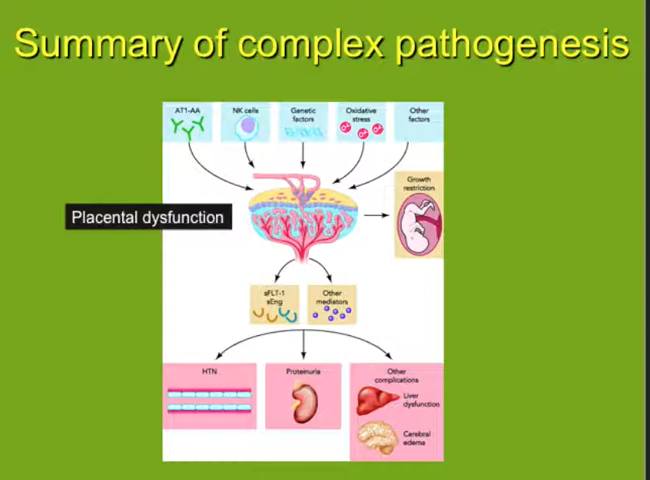 Summary of complex pathogenesis
AT1-AA
NK cells
Genetic
factors
Oxidative
stress
Other
factors
Growth
restriction
Placental dysfunction
sFLT-1
sEng
Other
mediators
HTN
Proteinuria
Other
complications
Liver
dysfunction
Cerebral
edema